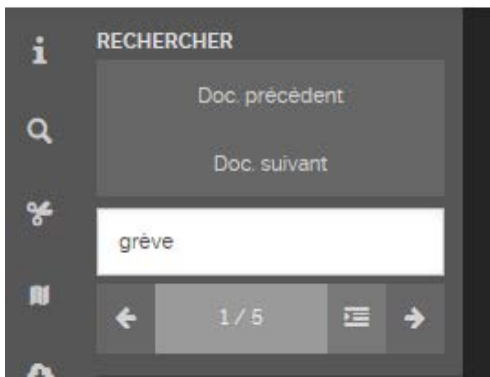 RECHERCHER
Doc. précédent
Doc. suivant
grève
1 / 5